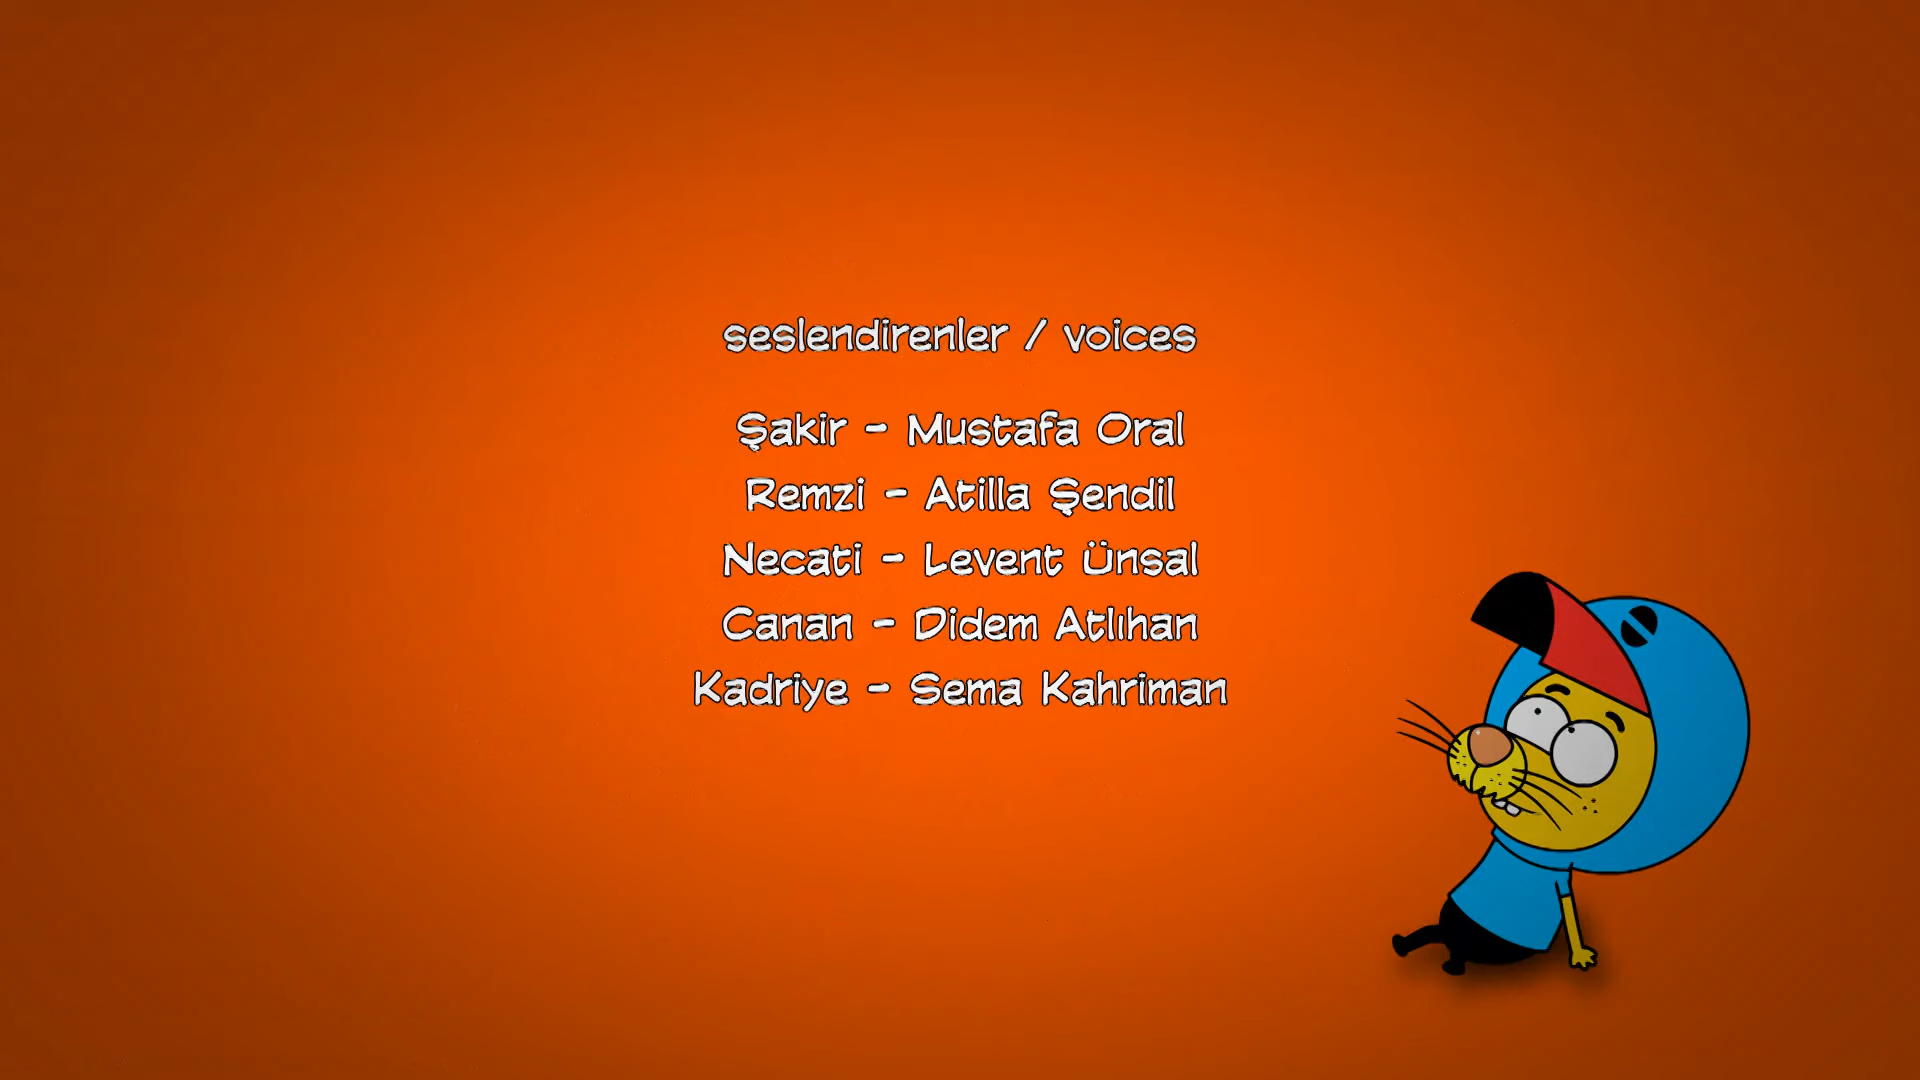 seslendirenler / voices
Şakir - Mustafa Oral
Remzi - Atilla Şendil
Necati - Levent Ünsal
Canan - Didem Atlıhan
Kadriye - Sema Kahriman